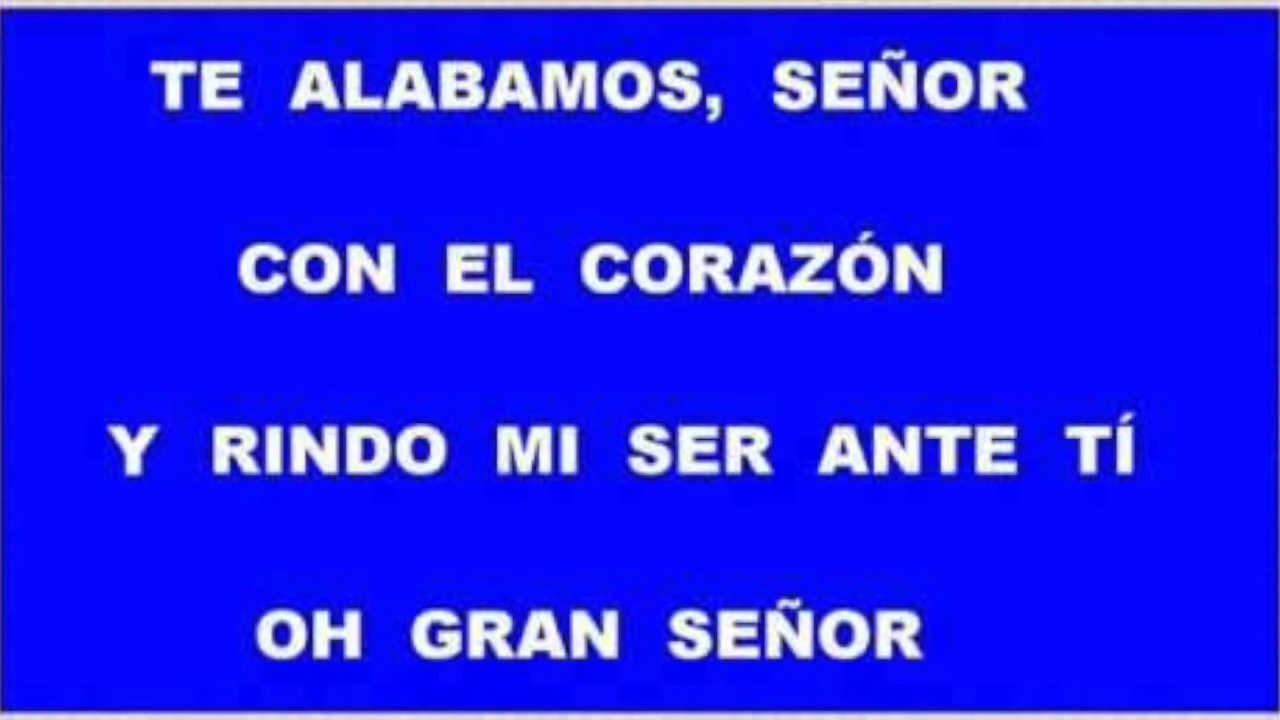 TE ALABAMOS, SEÑOR
CON EL CORAZÓN
Y RINDO MI SER ANTE TÍ
OH GRAN SEÑOR